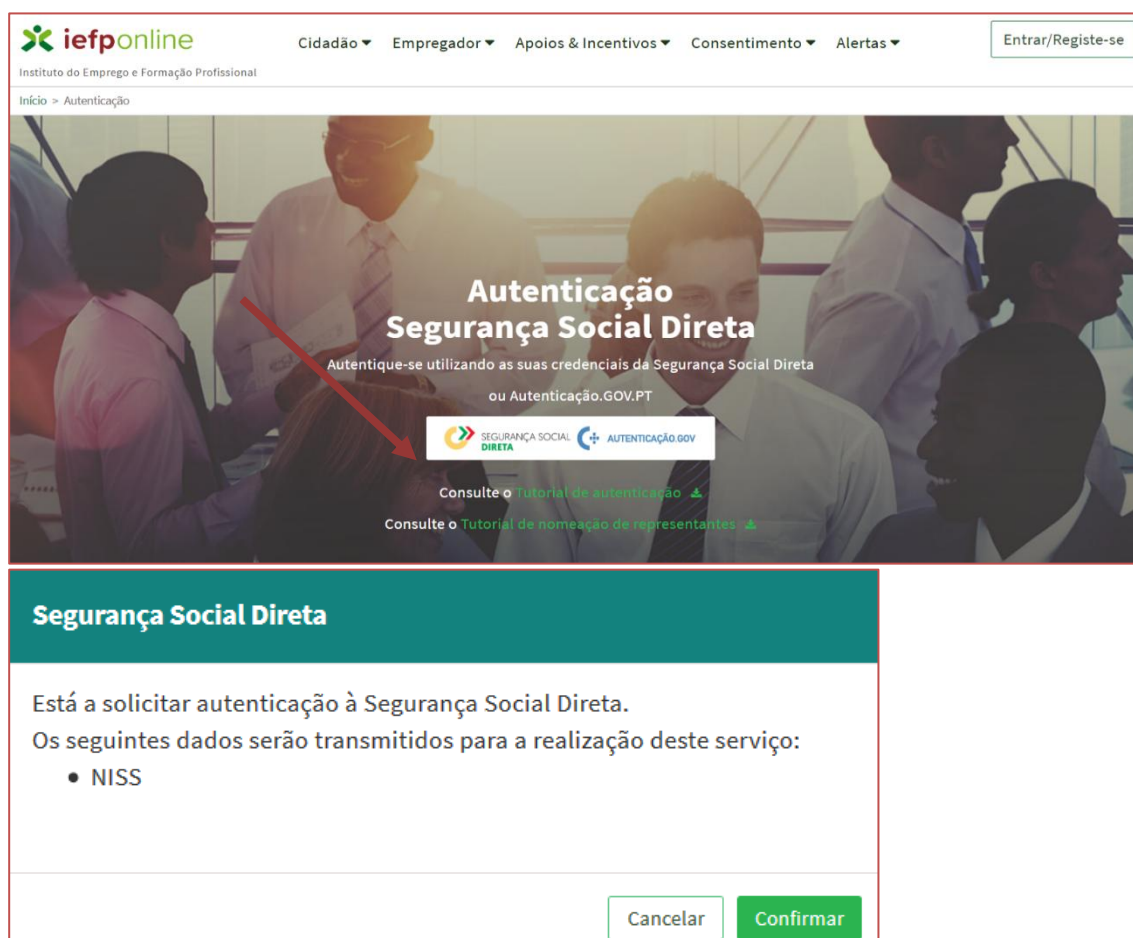 iefponline
Instituto do Emprego e Formação Profissional
Cidadão Empregador Apoios & Incentivos Consentimento Alertas Entrar/Registe-se
Início > Autenticação
Autenticação
Segurança Social Direta
Autentique-se utilizando as suas credenciais da Segurança Social Direta
ou Autenticação.GOV.PT
SEGURANÇA SOCIAL
DIRETA
AUTENTICAÇÃO.GOV
Consulte o Tutorial de autenticação
Consulte o Tutorial de nomeação de representantes
Segurança Social Direta
Está a solicitar autenticação à Segurança Social Direta.
Os seguintes dados serão transmitidos para a realização deste serviço:
• NISS
Cancelar Confirmar